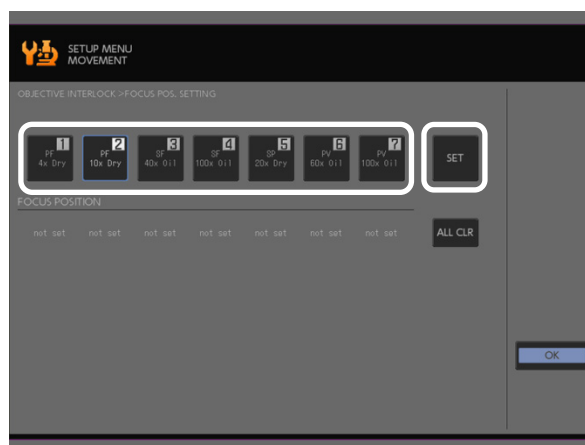 SETUP MENU
MOVEMENT
OBJECTIVE INTERLOCK >FOCUS POS. SETTING
1 2 3 4 5 6 7
PF PF SF SF SP PV PV
4x Dry 10x Dry 40x Oil 100x Oil 20x Dry 60x Oil 100x Oil
SET
FOCUS POSITION
not set not set not set not set not set not set not set
ALL CLR
OK